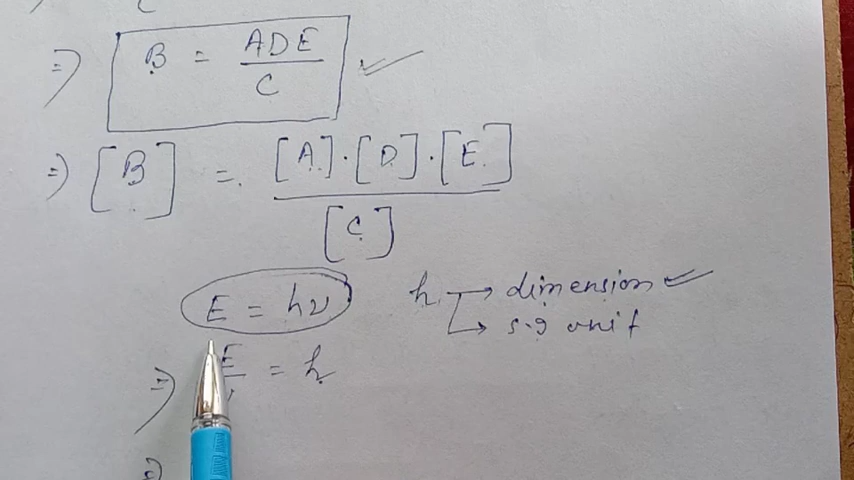 ⇒ B = ADE / C ✓
⇒ [B] = [A]·[D]·[E] / [C]
E = hν
h → dimension ✓
↳ s.g unit
⇒ E / = h